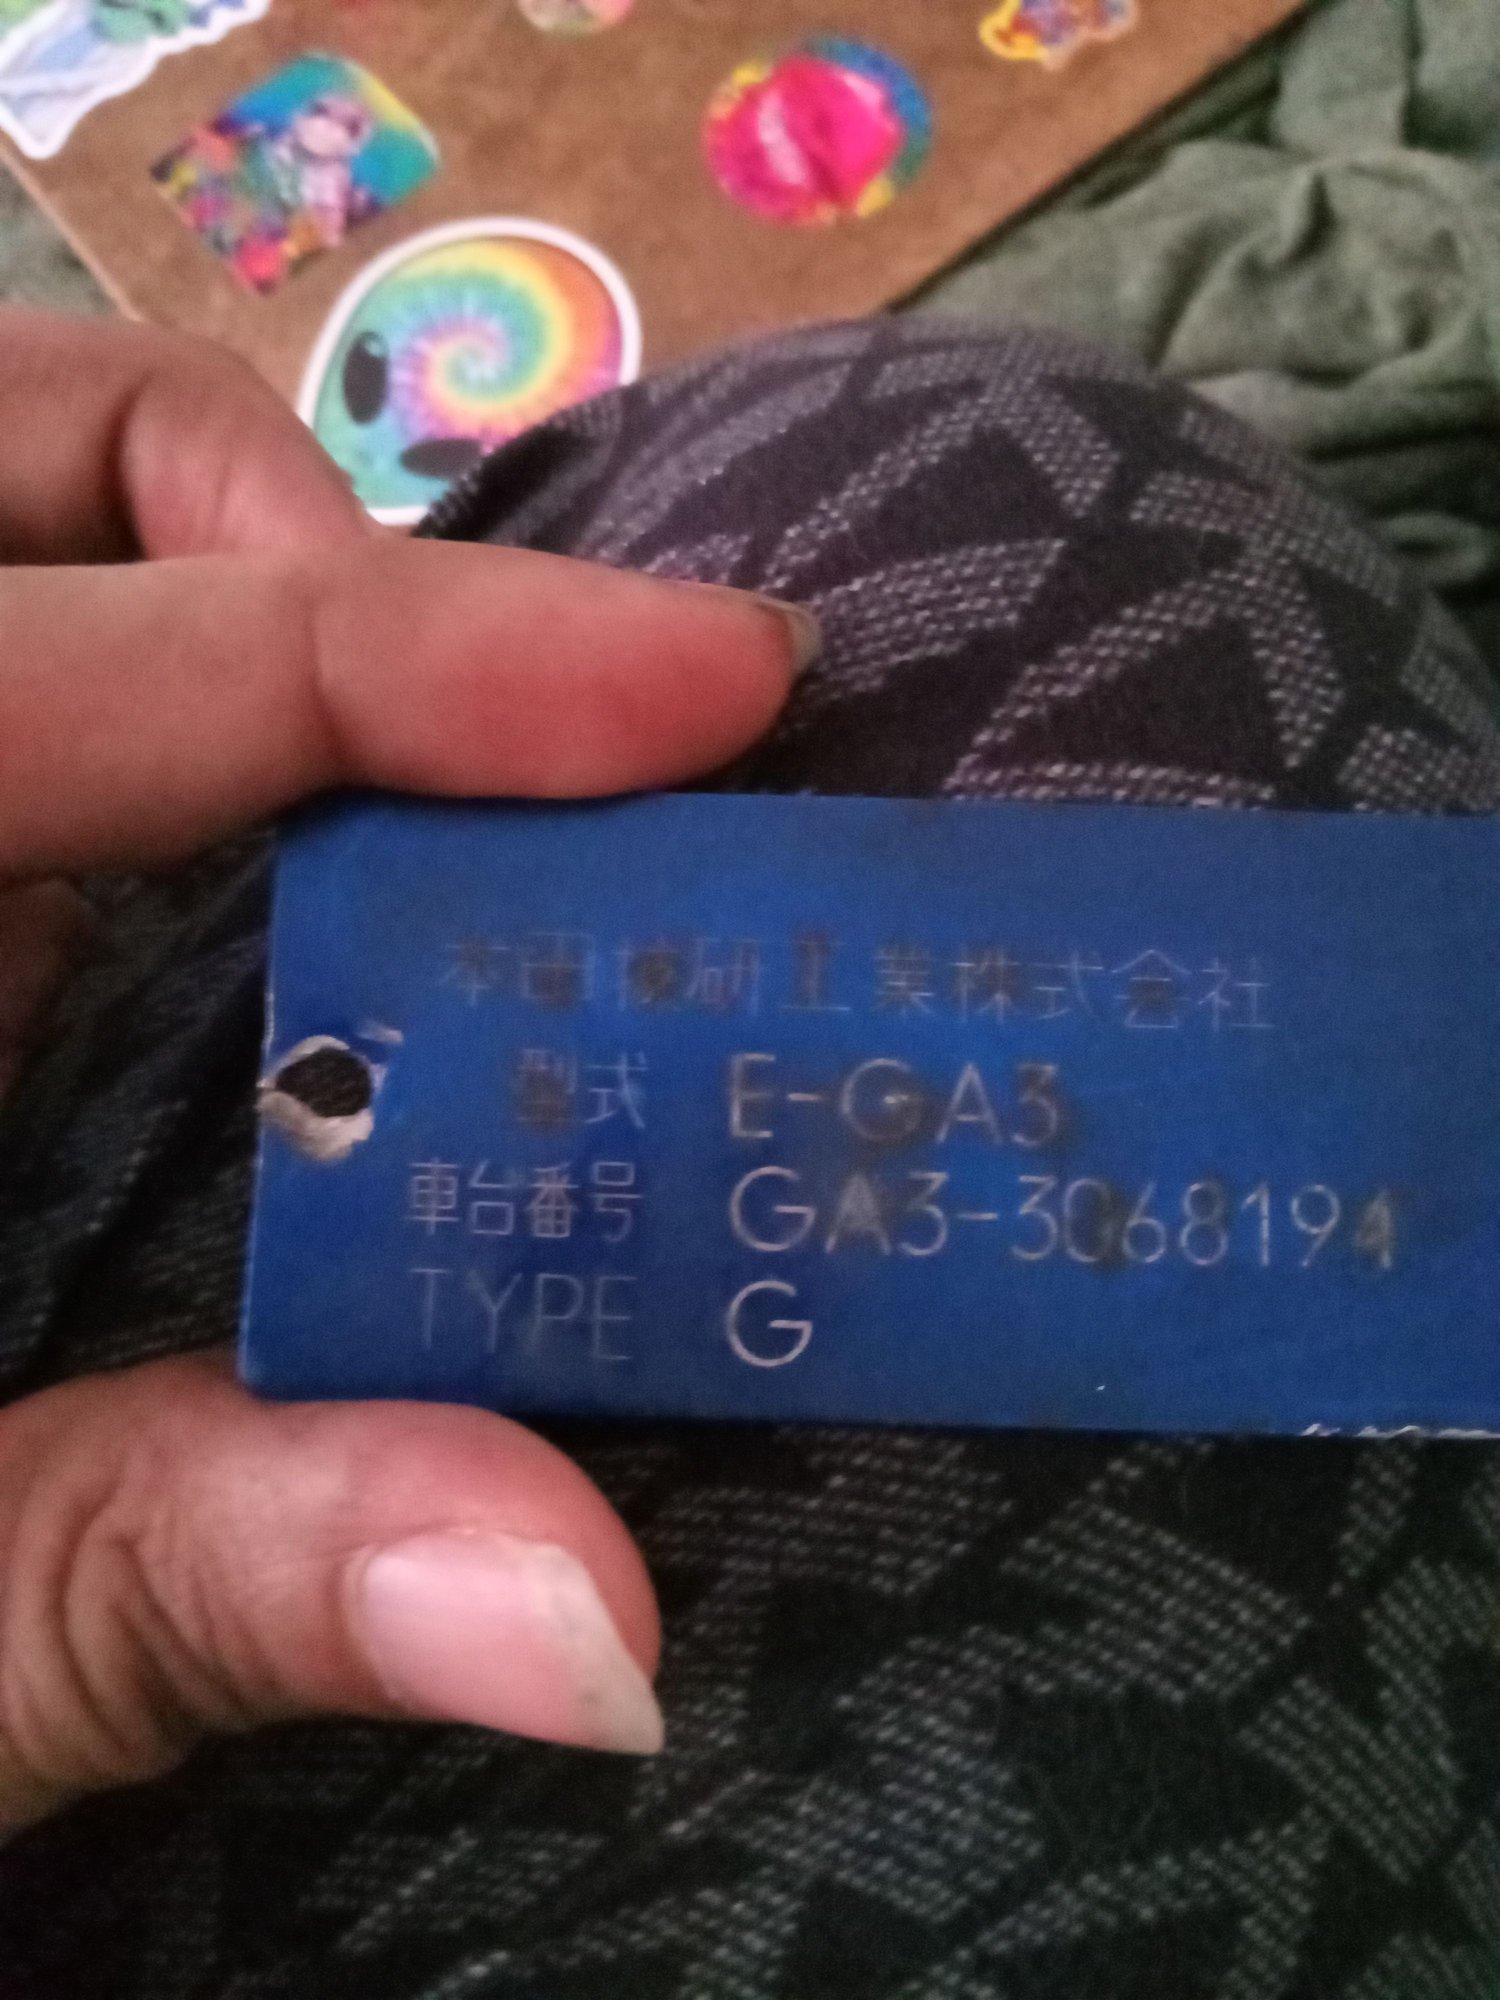 本田技研工業株式会社
型式 E-GA3
車台番号 GA3-3068194
TYPE G